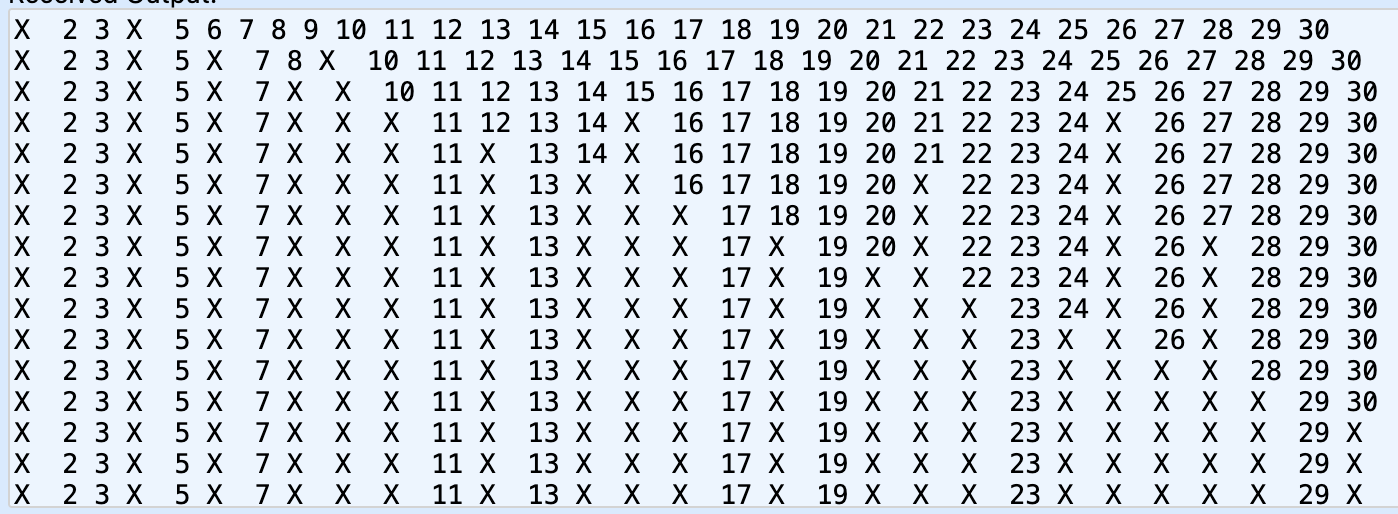 Received Output:
X  2 3 X  5 6 7 8 9 10 11 12 13 14 15 16 17 18 19 20 21 22 23 24 25 26 27 28 29 30
X  2 3 X  5 X  7 8 X  10 11 12 13 14 15 16 17 18 19 20 21 22 23 24 25 26 27 28 29 30
X  2 3 X  5 X  7 X  X  10 11 12 13 14 15 16 17 18 19 20 21 22 23 24 25 26 27 28 29 30
X  2 3 X  5 X  7 X  X  X  11 12 13 14 X  16 17 18 19 20 21 22 23 24 X  26 27 28 29 30
X  2 3 X  5 X  7 X  X  X  11 X  13 14 X  16 17 18 19 20 21 22 23 24 X  26 27 28 29 30
X  2 3 X  5 X  7 X  X  X  11 X  13 X  X  16 17 18 19 20 X  22 23 24 X  26 27 28 29 30
X  2 3 X  5 X  7 X  X  X  11 X  13 X  X  X  17 18 19 20 X  22 23 24 X  26 27 28 29 30
X  2 3 X  5 X  7 X  X  X  11 X  13 X  X  X  17 X  19 20 X  22 23 24 X  26 X  28 29 30
X  2 3 X  5 X  7 X  X  X  11 X  13 X  X  X  17 X  19 X  X  22 23 24 X  26 X  28 29 30
X  2 3 X  5 X  7 X  X  X  11 X  13 X  X  X  17 X  19 X  X  X  23 24 X  26 X  28 29 30
X  2 3 X  5 X  7 X  X  X  11 X  13 X  X  X  17 X  19 X  X  X  23 X  X  26 X  28 29 30
X  2 3 X  5 X  7 X  X  X  11 X  13 X  X  X  17 X  19 X  X  X  23 X  X  X  X  28 29 30
X  2 3 X  5 X  7 X  X  X  11 X  13 X  X  X  17 X  19 X  X  X  23 X  X  X  X  X  29 30
X  2 3 X  5 X  7 X  X  X  11 X  13 X  X  X  17 X  19 X  X  X  23 X  X  X  X  X  29 X
X  2 3 X  5 X  7 X  X  X  11 X  13 X  X  X  17 X  19 X  X  X  23 X  X  X  X  X  29 X
X  2 3 X  5 X  7 X  X  X  11 X  13 X  X  X  17 X  19 X  X  X  23 X  X  X  X  X  29 X